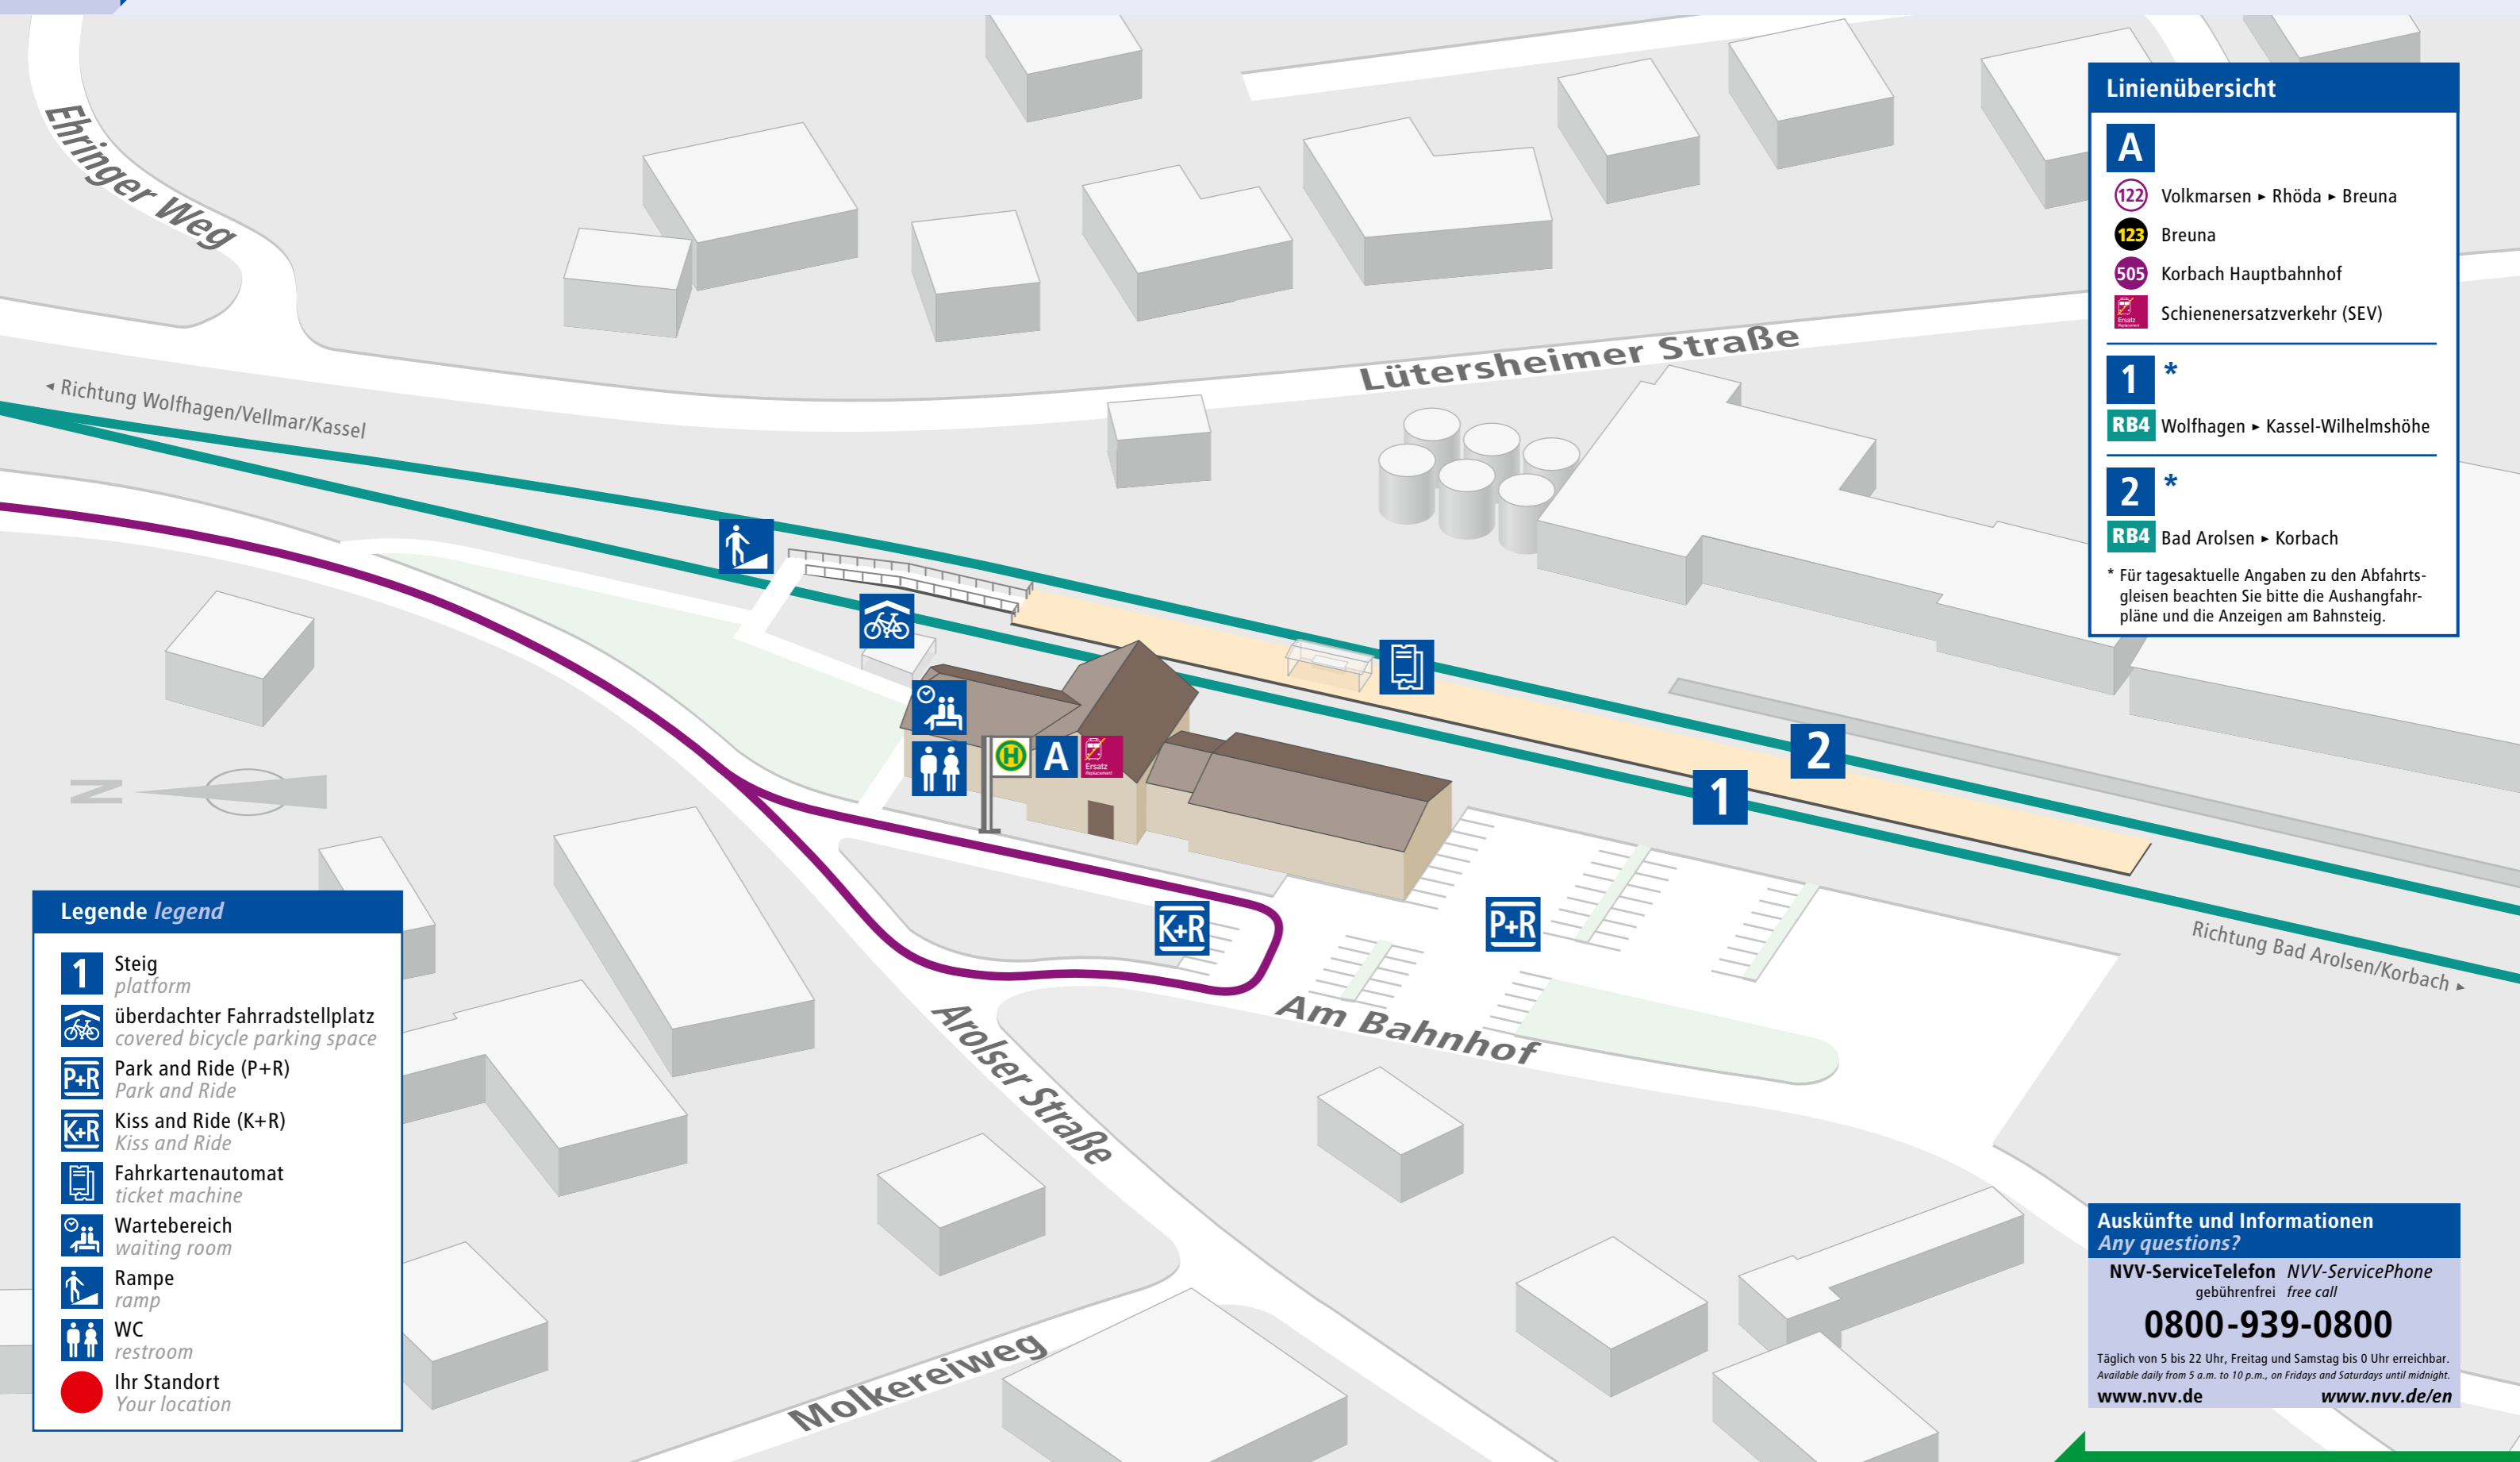 Ehringer Weg
Lütersheimer Straße
◂ Richtung Wolfhagen/Vellmar/Kassel
H A
Ersatz
Replacement
2
1
K+R
P+R
N
Am Bahnhof
Arolser Straße
Molkereiweg
Richtung Bad Arolsen/Korbach ▸
Linienübersicht
A
122 Volkmarsen ▸ Rhöda ▸ Breuna
123 Breuna
505 Korbach Hauptbahnhof
Ersatz
Replacement
Schienenersatzverkehr (SEV)
1 *
RB4 Wolfhagen ▸ Kassel-Wilhelmshöhe
2 *
RB4 Bad Arolsen ▸ Korbach
* Für tagesaktuelle Angaben zu den Abfahrts-
gleisen beachten Sie bitte die Aushangfahr-
pläne und die Anzeigen am Bahnsteig.
Legende legend
1 Steig
platform
überdachter Fahrradstellplatz
covered bicycle parking space
P+R Park and Ride (P+R)
Park and Ride
K+R Kiss and Ride (K+R)
Kiss and Ride
Fahrkartenautomat
ticket machine
Wartebereich
waiting room
Rampe
ramp
WC
restroom
Ihr Standort
Your location
Auskünfte und Informationen
Any questions?
NVV-ServiceTelefon NVV-ServicePhone
gebührenfrei free call
0800-939-0800
Täglich von 5 bis 22 Uhr, Freitag und Samstag bis 0 Uhr erreichbar.
Available daily from 5 a.m. to 10 p.m., on Fridays and Saturdays until midnight.
www.nvv.de www.nvv.de/en